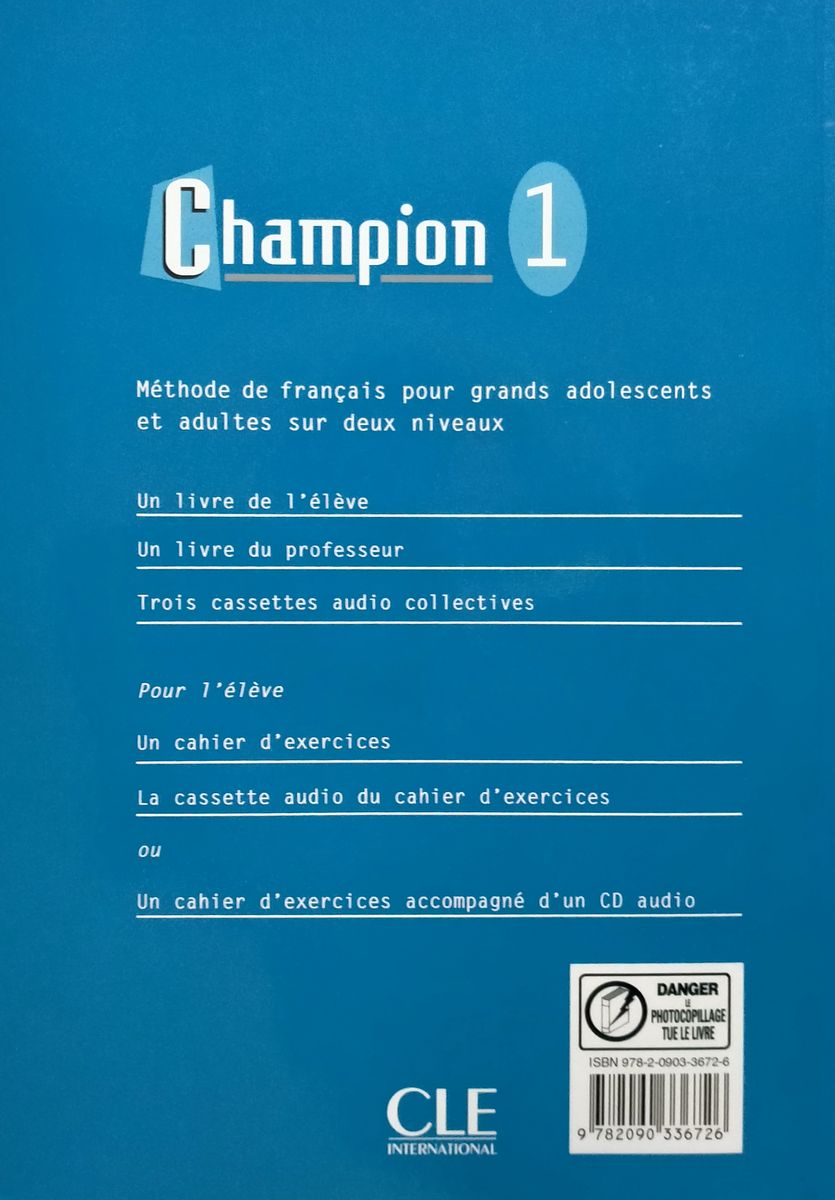 Champion 1
Méthode de français pour grands adolescents
et adultes sur deux niveaux
Un livre de l'élève
Un livre du professeur
Trois cassettes audio collectives
Pour l'élève
Un cahier d'exercices
La cassette audio du cahier d'exercices
ou
Un cahier d'exercices accompagné d'un CD audio
DANGER
LE
PHOTOCOPILLAGE
TUE LE LIVRE
ISBN 978-2-0903-3672-6
9 782090 336726
CLE
INTERNATIONAL